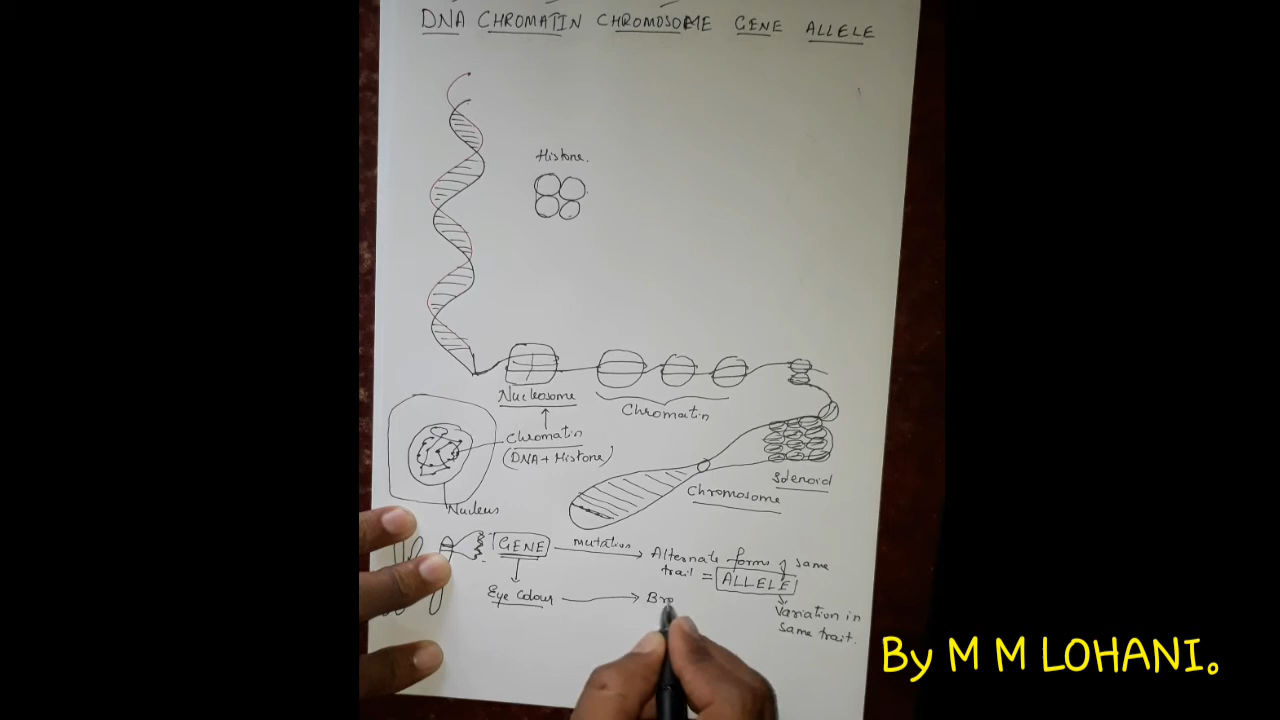 DNA CHROMATIN CHROMOSOME GENE ALLELE
Histone.
Nucleosome
Chromatin
Chromatin
(DNA + Histone)
Solenoid
Chromosome
Nucleus
GENE
mutation
Alternate forms of same
trait = ALLELE
Eye Colour
Bro
Variation in
same trait.
By M M LOHANI.